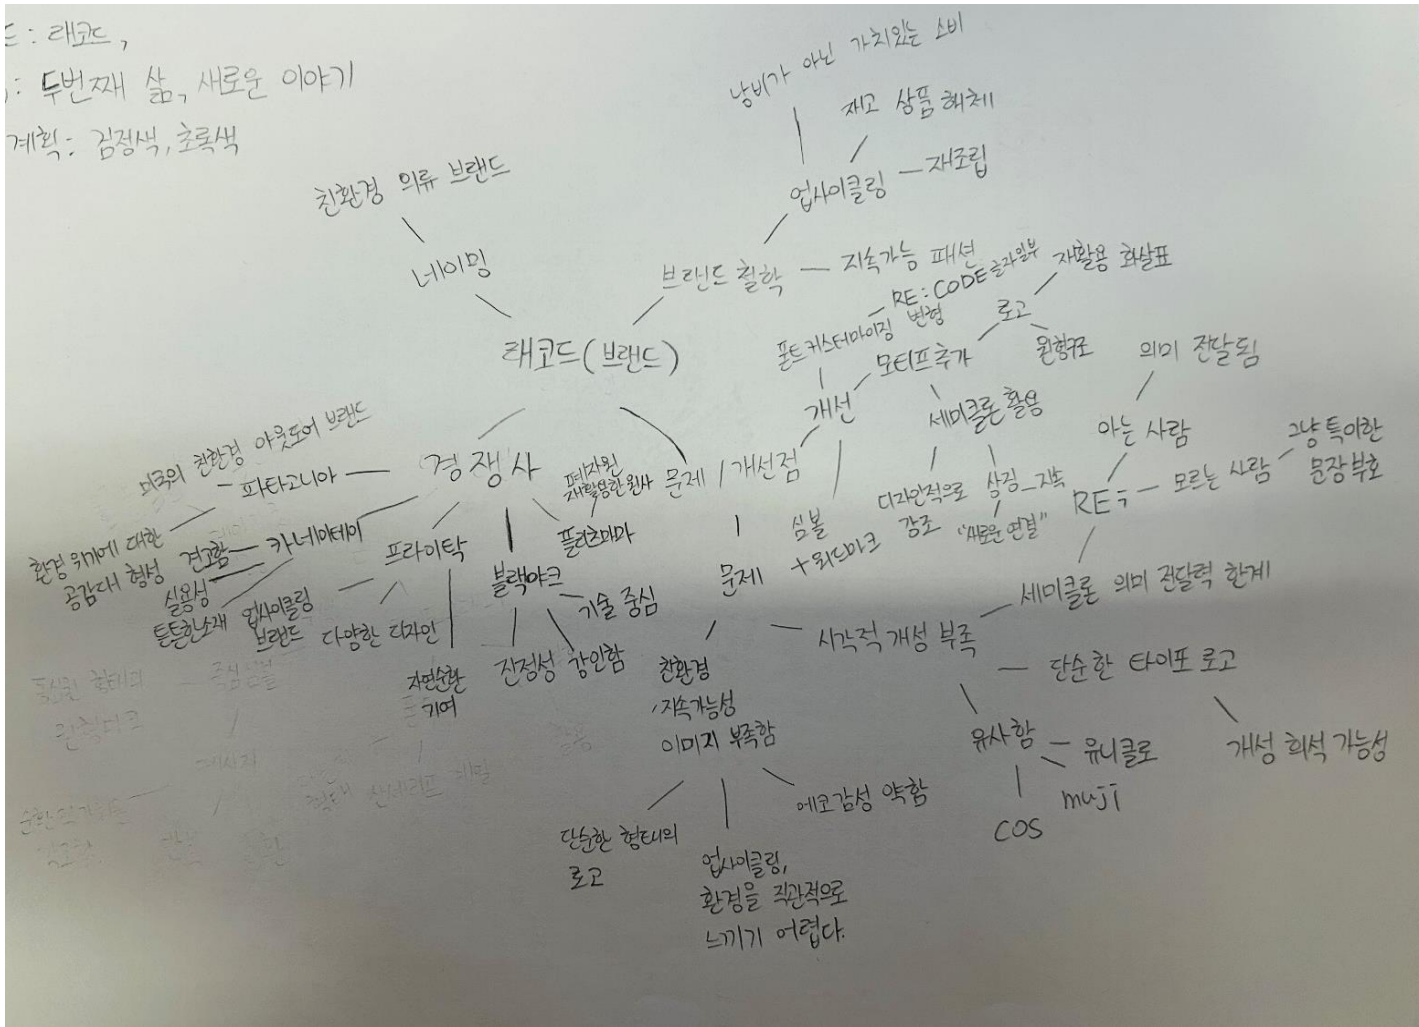 : 래코드,
: 두번째 삶, 새로운 이야기
계획: 검정색, 초록색
낭비가 아닌 가치있는 소비
재고 상품 해체
업사이클링
재조립
친환경 의류 브랜드
네이밍
브랜드 철학
지속가능 패션
래코드(브랜드)
RE:CODE 글자일부
변형
폰트커스터마이징
재활용 화살표
로고
원형구조
모티프추가
개선
세미클론 활용
디자인적으로
강조
상징_지속
"새로운 연결"
심볼
+워드마크
의미 전달됨
아는 사람
모르는 사람
그냥 특이한
문장부호
RE;
세미클론 의미 전달력 한계
경쟁사
미국의 친환경 아웃도어 브랜드
파타고니아
환경 위기에 대한
공감대 형성
카네이테이
견고함
실용성
튼튼한소재
프라이탁
업사이클링
브랜드
다양한 디자인
자연순환
기여
블랙야크
기술 중심
진정성
강인함
폐자원
재활용한원사
플리츠마마
문제/개선점
문제
시각적 개성 부족
단순한 타이포 로고
개성 희석 가능성
유사함
유니클로
muji
COS
친환경
/지속가능성
이미지 부족함
에코감성 약함
단순한 형태의
로고
업사이클링,
환경을 직관적으로
느끼기 어렵다.